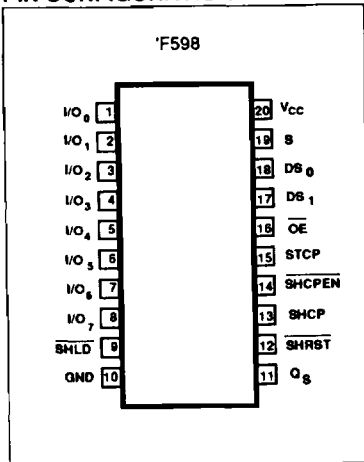 'F598
I/O0 1
I/O1 2
I/O2 3
I/O3 4
I/O4 5
I/O5 6
I/O6 7
I/O7 8
SHLD 9
GND 10
20 VCC
19 S
18 DS0
17 DS1
16 OE
15 STCP
14 SHCPEN
13 SHCP
12 SHRST
11 QS